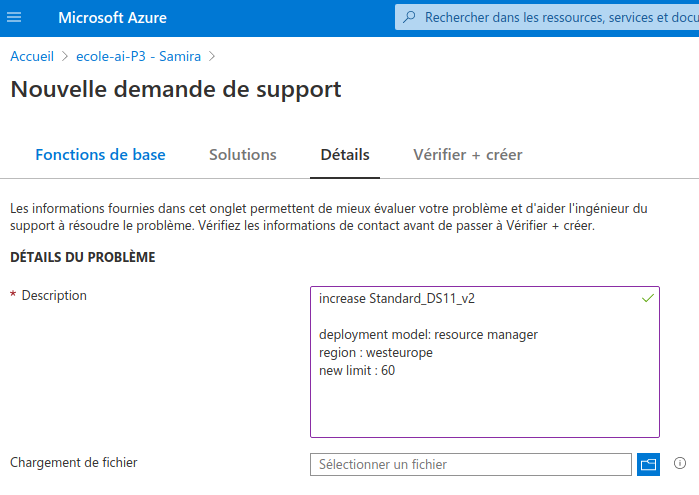 Microsoft Azure
Rechercher dans les ressources, services et docu
Accueil > ecole-ai-P3 - Samira >
Nouvelle demande de support
Fonctions de base Solutions Détails Vérifier + créer
Les informations fournies dans cet onglet permettent de mieux évaluer votre problème et d'aider l'ingénieur du
support à résoudre le problème. Vérifiez les informations de contact avant de passer à Vérifier + créer.
DÉTAILS DU PROBLÈME
* Description
increase Standard_DS11_v2
deployment model: resource manager
region : westeurope
new limit : 60
Chargement de fichier
Sélectionner un fichier